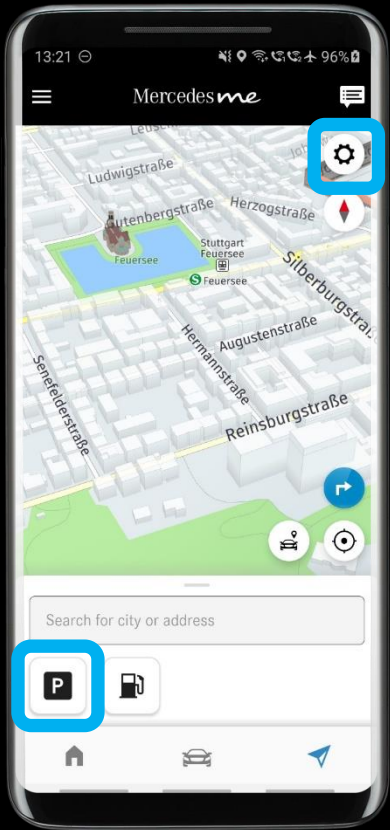 13:21
96%
Mercedes me
Ludwigstraße
Gutenbergstraße
Herzogstraße
Stuttgart
Feuersee
Feuersee
S Feuersee
Silberburgstraße
Augustenstraße
Hermannstraße
Senefelderstraße
Reinsburgstraße
Search for city or address
P